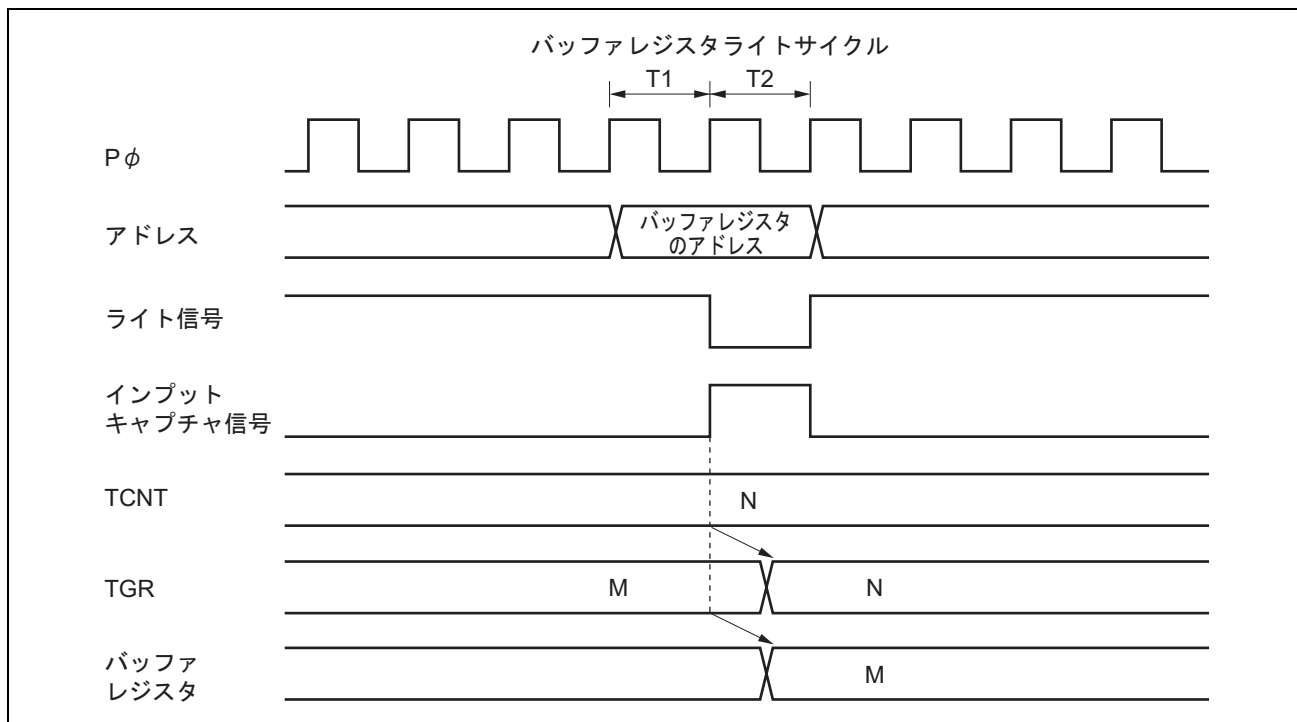 バッファレジスタライトサイクル
T1
T2
Pφ
アドレス
バッファレジスタ
のアドレス
ライト信号
インプット
キャプチャ信号
TCNT
N
TGR
M
N
バッファ
レジスタ
M